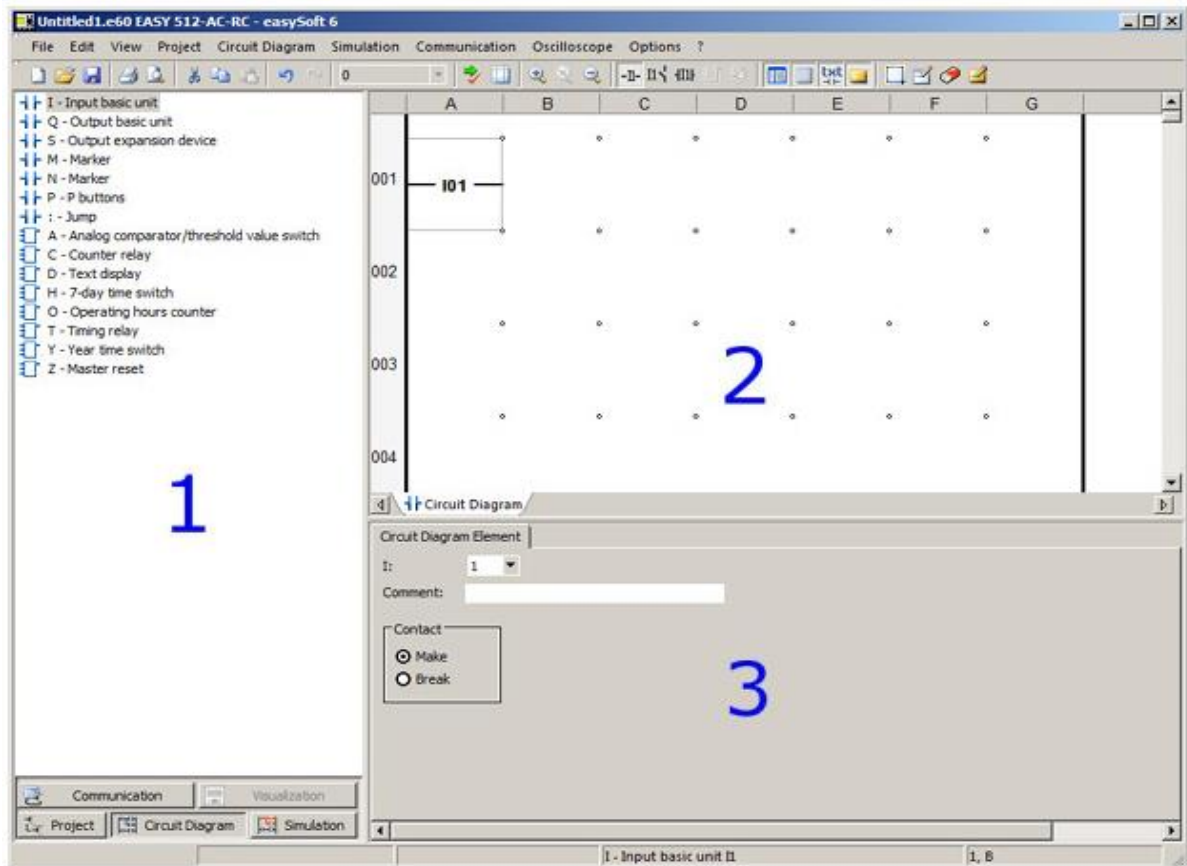 Untitled1.e60 EASY 512-AC-RC - easySoft 6
File Edit View Project Circuit Diagram Simulation Communication Oscilloscope Options ?
0
I - Input basic unit
Q - Output basic unit
S - Output expansion device
M - Marker
N - Marker
P - P buttons
: - Jump
A - Analog comparator/threshold value switch
C - Counter relay
D - Text display
H - 7-day time switch
O - Operating hours counter
T - Timing relay
Y - Year time switch
Z - Master reset
1
Communication Visualization
Project Circuit Diagram Simulation
A B C D E F G
001 I01
002
003
2
004
Circuit Diagram
Circuit Diagram Element
I: 1
Comment:
Contact
Make
Break
3
I - Input basic unit I1 1, B